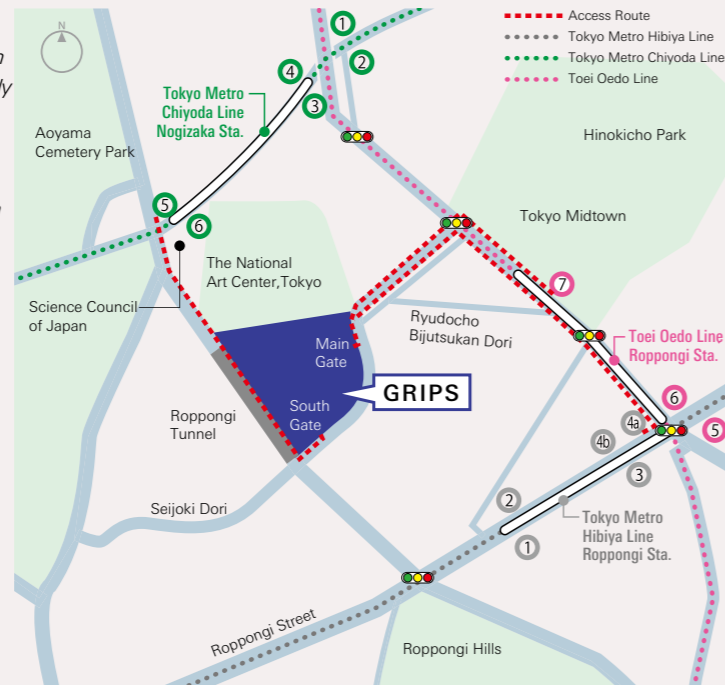 Access Route
Tokyo Metro Hibiya Line
Tokyo Metro Chiyoda Line
Toei Oedo Line
N
1
2
4
3
Tokyo Metro
Chiyoda Line
Nogizaka Sta.
Aoyama
Cemetery Park
Hinokicho Park
5
6
Tokyo Midtown
The National
Art Center,Tokyo
Science Council
of Japan
7
Ryudocho
Bijutsukan Dori
Toei Oedo Line
Roppongi Sta.
Main
Gate
GRIPS
South
Gate
Roppongi
Tunnel
6
5
4a
4b
3
2
1
Seijoki Dori
Tokyo Metro
Hibiya Line
Roppongi Sta.
Roppongi Street
Roppongi Hills